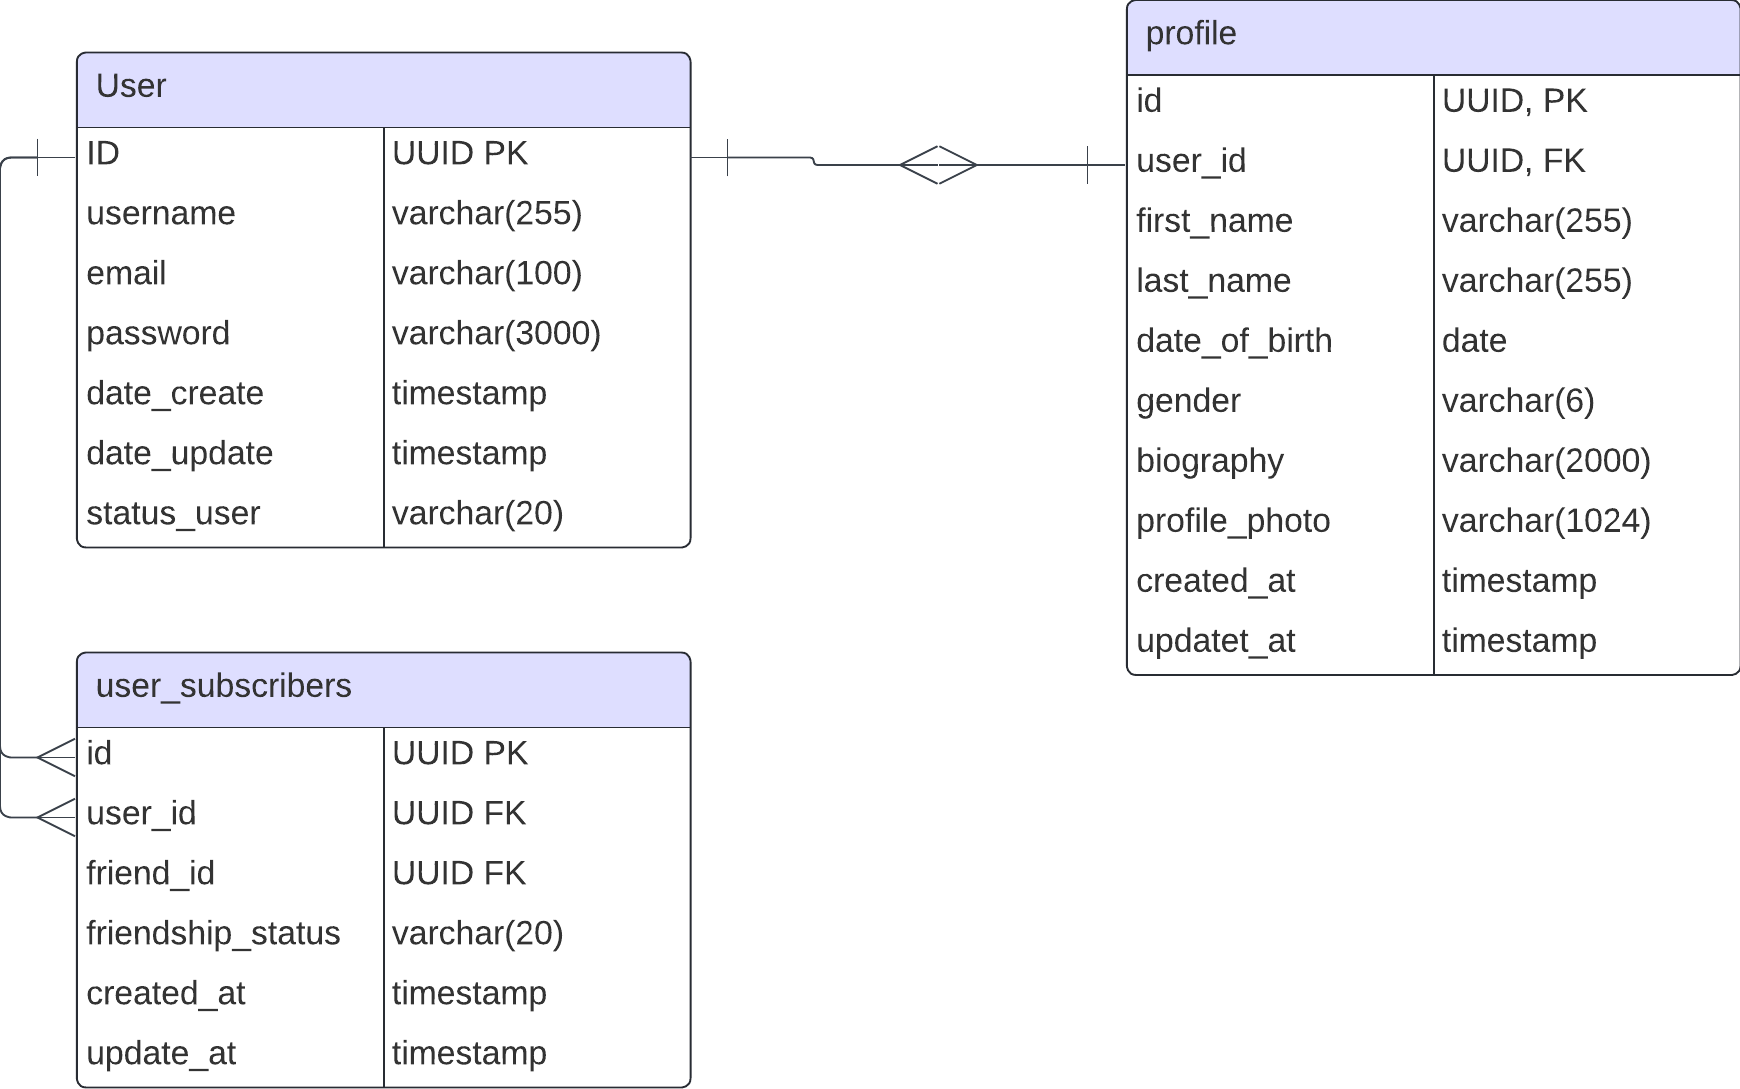 User
ID UUID PK
username varchar(255)
email varchar(100)
password varchar(3000)
date_create timestamp
date_update timestamp
status_user varchar(20)
profile
id UUID, PK
user_id UUID, FK
first_name varchar(255)
last_name varchar(255)
date_of_birth date
gender varchar(6)
biography varchar(2000)
profile_photo varchar(1024)
created_at timestamp
updatet_at timestamp
user_subscribers
id UUID PK
user_id UUID FK
friend_id UUID FK
friendship_status varchar(20)
created_at timestamp
update_at timestamp